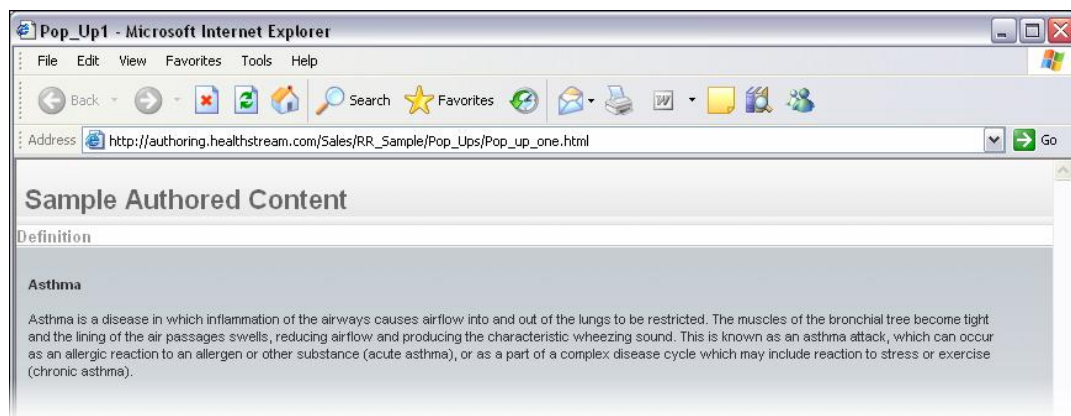 Pop_Up1 - Microsoft Internet Explorer
File Edit View Favorites Tools Help
Back Search Favorites W
Address http://authoring.healthstream.com/Sales/RR_Sample/Pop_Ups/Pop_up_one.html Go
Sample Authored Content
Definition
Asthma
Asthma is a disease in which inflammation of the airways causes airflow into and out of the lungs to be restricted. The muscles of the bronchial tree become tight
and the lining of the air passages swells, reducing airflow and producing the characteristic wheezing sound. This is known as an asthma attack, which can occur
as an allergic reaction to an allergen or other substance (acute asthma), or as a part of a complex disease cycle which may include reaction to stress or exercise
(chronic asthma).